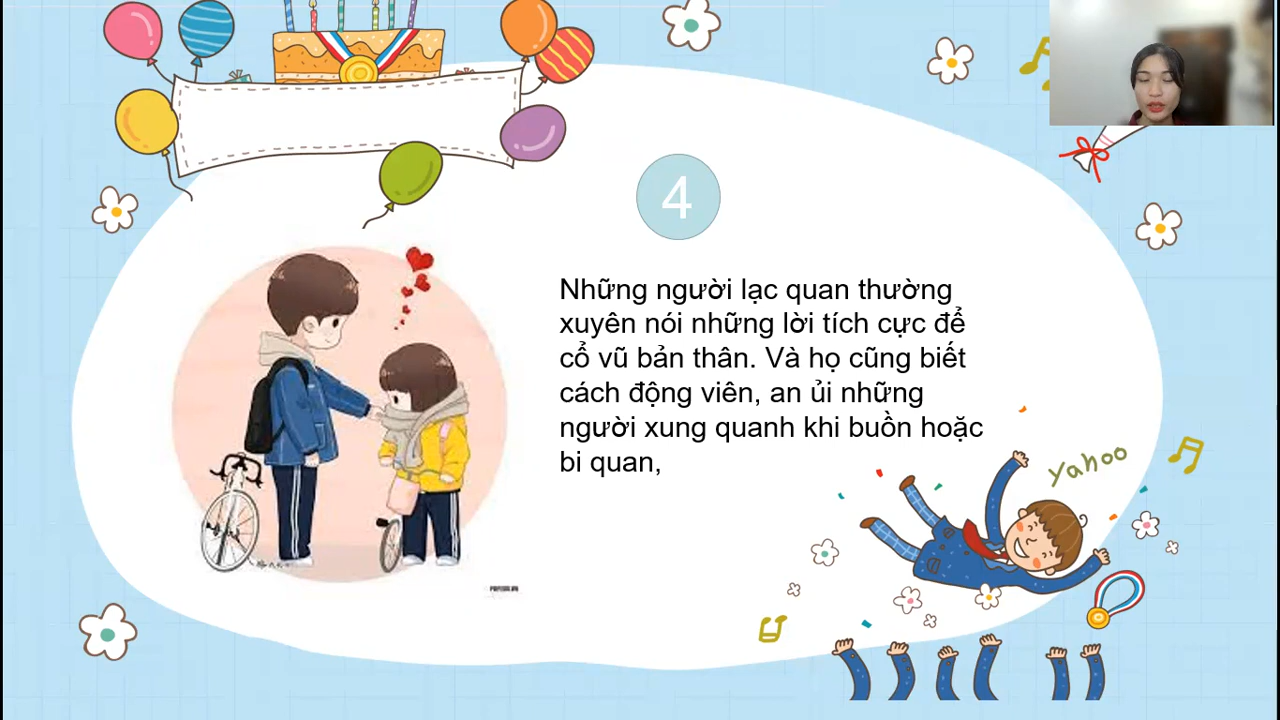 4
Những người lạc quan thường
xuyên nói những lời tích cực để
cổ vũ bản thân. Và họ cũng biết
cách động viên, an ủi những
người xung quanh khi buồn hoặc
bi quan,
Yahoo